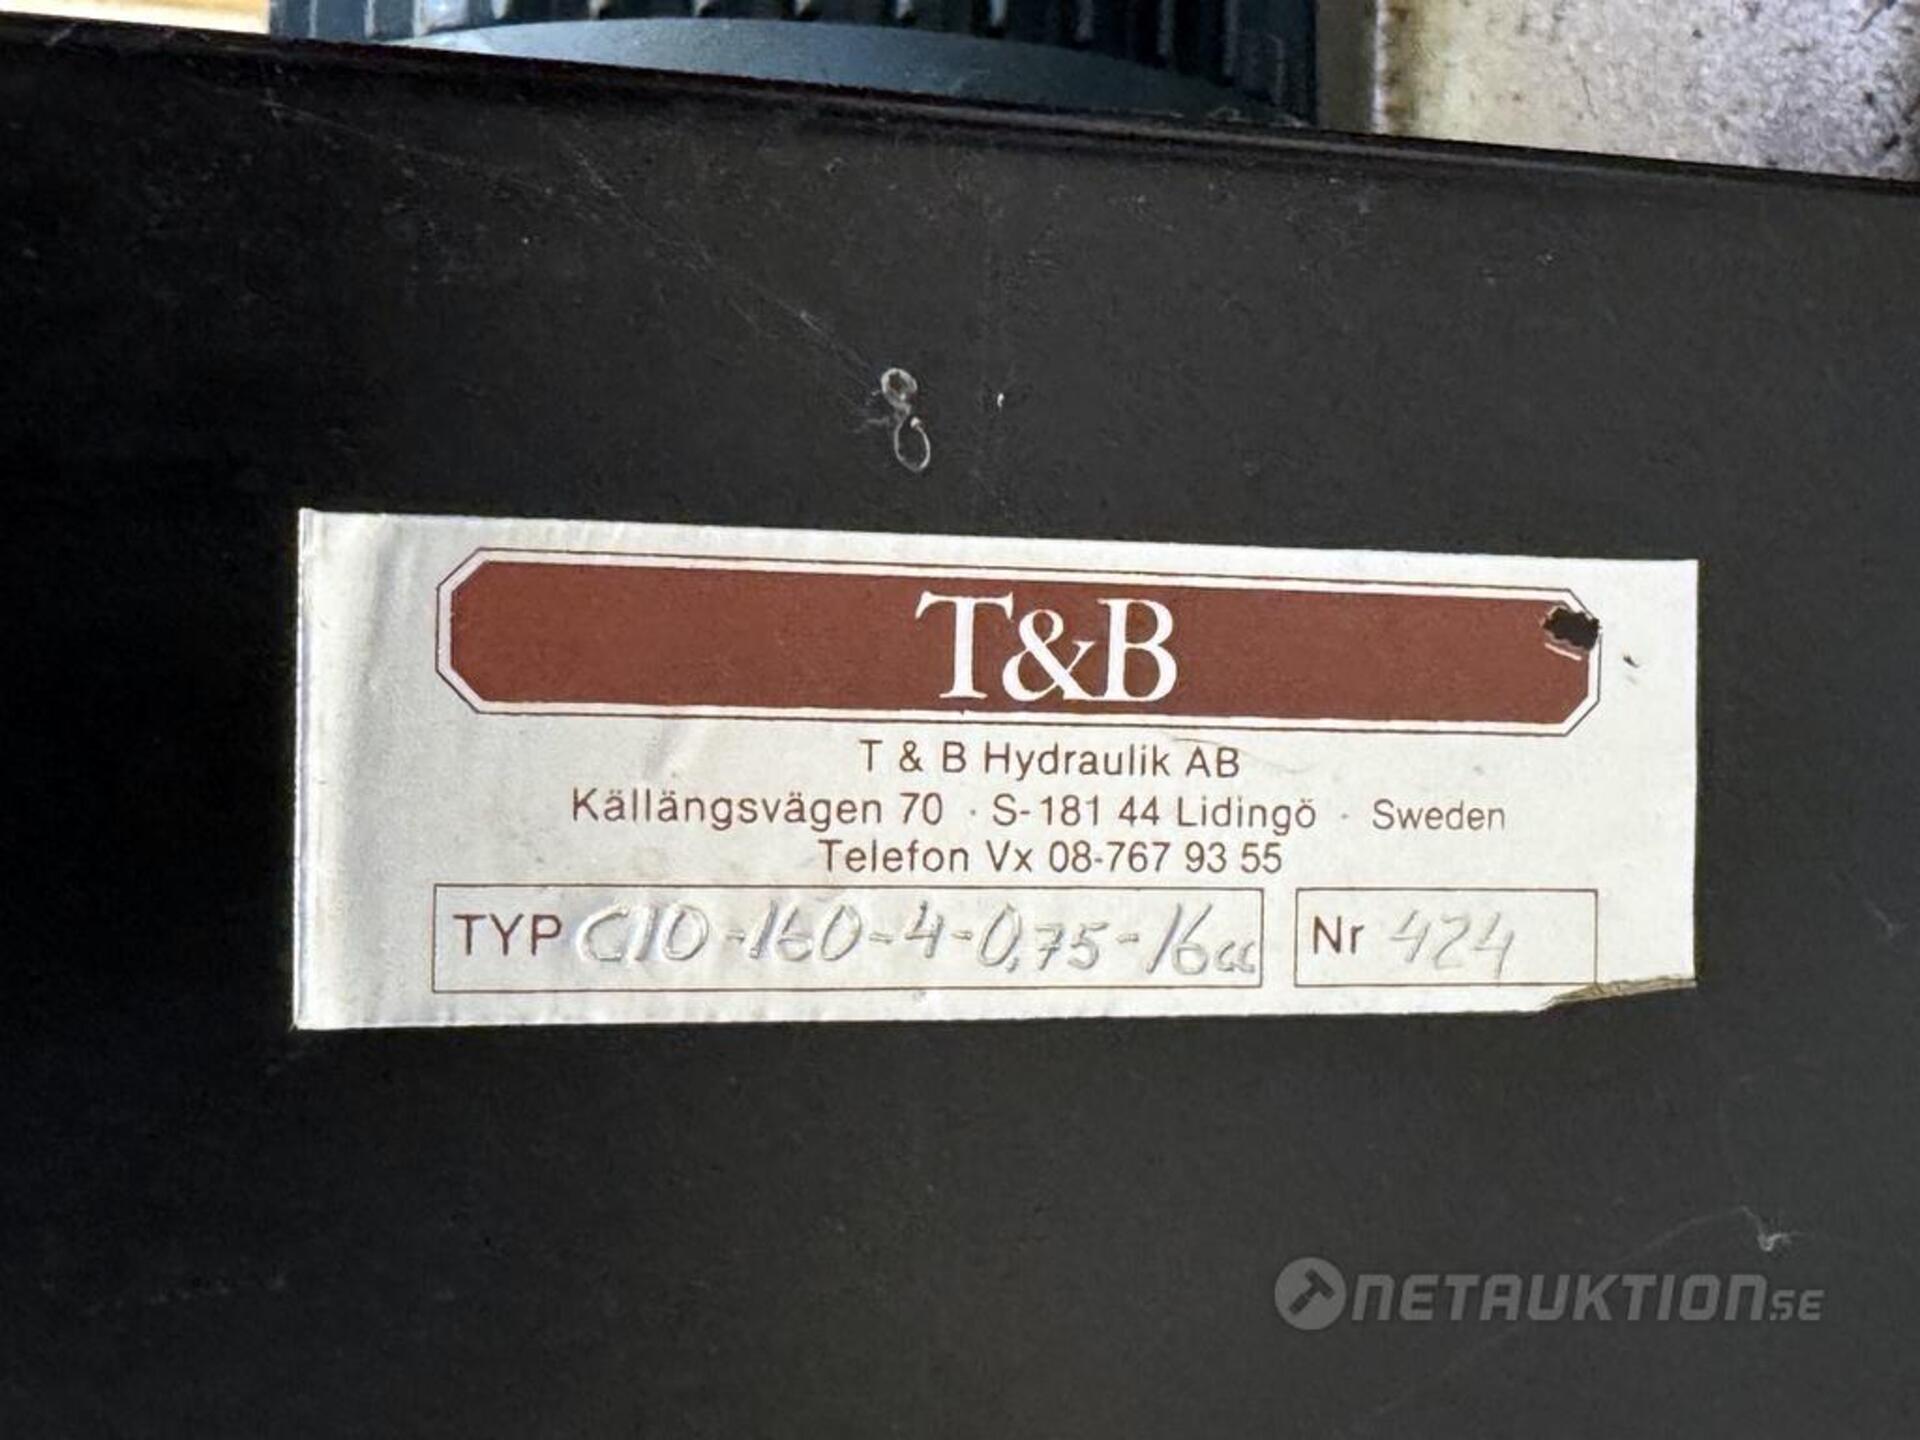 T&B
T & B Hydraulik AB
Källängsvägen 70 · S-181 44 Lidingö · Sweden
Telefon Vx 08-767 93 55
TYP C10-160-4-0,75-16cc Nr 424
NETAUKTION.SE